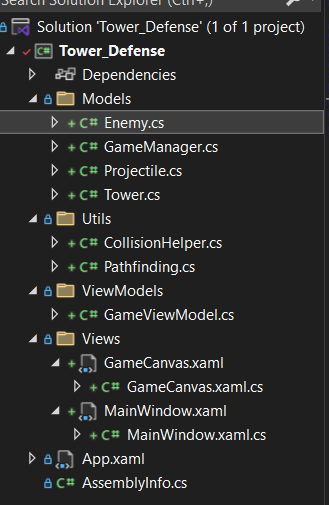 Search Solution Explorer (Ctrl+;)
Solution 'Tower_Defense' (1 of 1 project)
C# Tower_Defense
Dependencies
Models
+ C# Enemy.cs
+ C# GameManager.cs
+ C# Projectile.cs
+ C# Tower.cs
Utils
+ C# CollisionHelper.cs
+ C# Pathfinding.cs
ViewModels
+ C# GameViewModel.cs
Views
+ GameCanvas.xaml
+ C# GameCanvas.xaml.cs
+ MainWindow.xaml
+ C# MainWindow.xaml.cs
App.xaml
C# AssemblyInfo.cs